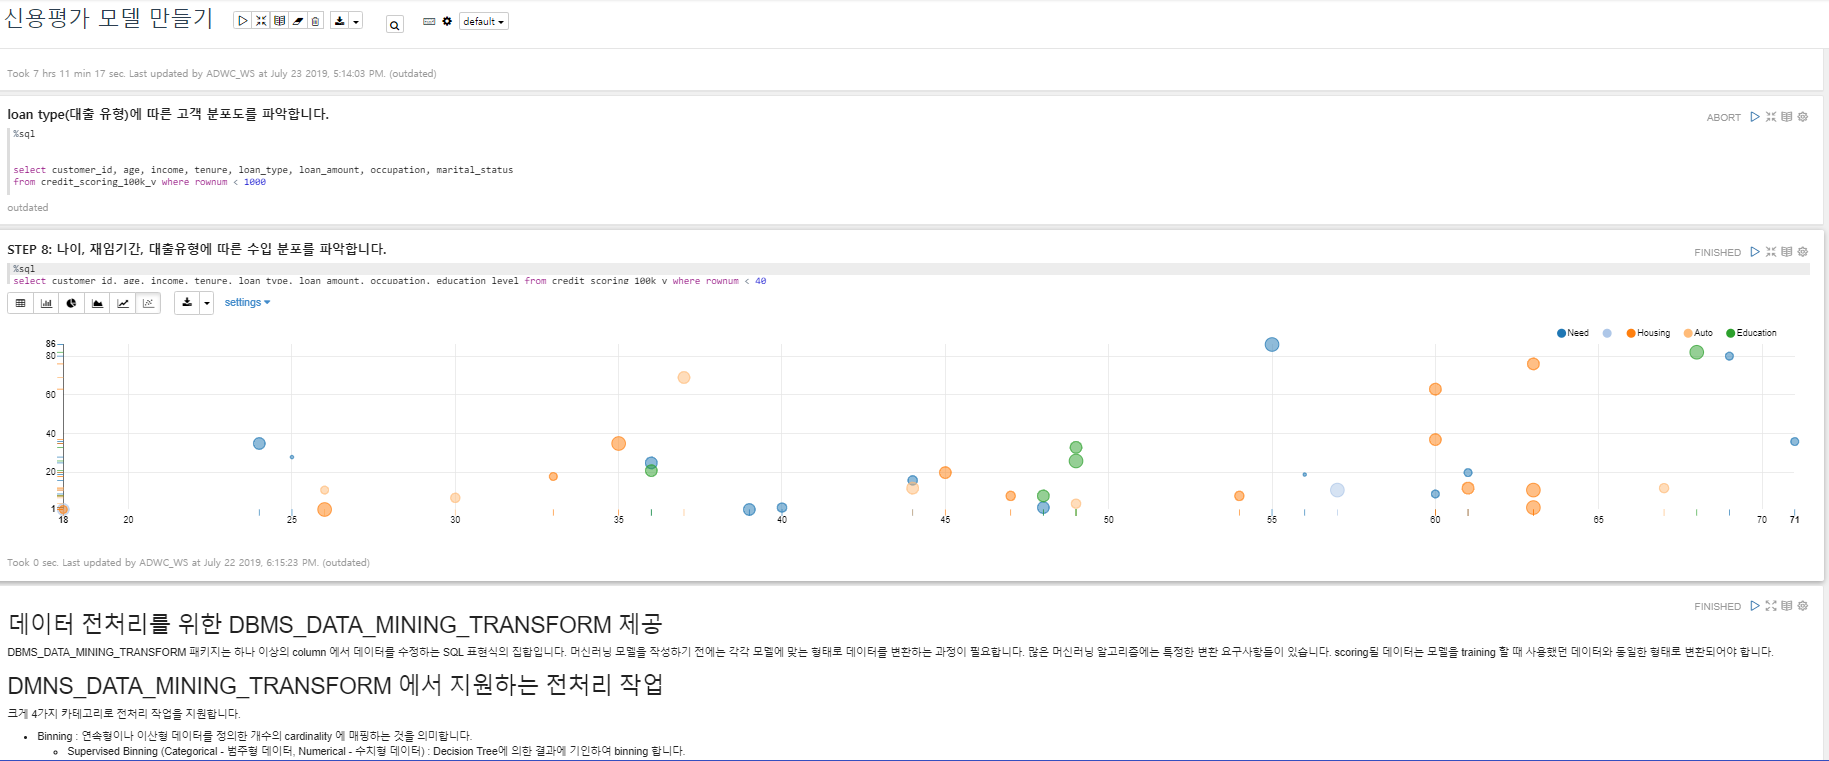 신용평가 모델 만들기
default
Took 7 hrs 11 min 17 sec. Last updated by ADWC_WS at July 23 2019, 5:14:03 PM. (outdated)
loan type(대출 유형)에 따른 고객 분포도를 파악합니다.
ABORT
%sql
select customer_id, age, income, tenure, loan_type, loan_amount, occupation, marital_status
from credit_scoring_100k_v where rownum < 1000
outdated
STEP 8: 나이, 재임기간, 대출유형에 따른 수입 분포를 파악합니다.
FINISHED
%sql
select customer_id, age, income, tenure, loan_type, loan_amount, occupation, education_level from credit_scoring_100k_v where rownum < 40
settings
Need Housing Auto Education
86
80
60
40
20
1
18 20 25 30 35 40 45 50 55 60 65 70 71
Took 0 sec. Last updated by ADWC_WS at July 22 2019, 6:15:23 PM. (outdated)
FINISHED
데이터 전처리를 위한 DBMS_DATA_MINING_TRANSFORM 제공
DBMS_DATA_MINING_TRANSFORM 패키지는 하나 이상의 column 에서 데이터를 수정하는 SQL 표현식의 집합입니다. 머신러닝 모델을 작성하기 전에는 각각 모델에 맞는 형태로 데이터를 변환하는 과정이 필요합니다. 많은 머신러닝 알고리즘에는 특정한 변환 요구사항들이 있습니다. scoring될 데이터는 모델을 training 할 때 사용했던 데이터와 동일한 형태로 변환되어야 합니다.
DMNS_DATA_MINING_TRANSFORM 에서 지원하는 전처리 작업
크게 4가지 카테고리로 전처리 작업을 지원합니다.
• Binning : 연속형이나 이산형 데이터를 정의한 개수의 cardinality 에 매핑하는 것을 의미합니다.
◦ Supervised Binning (Categorical - 범주형 데이터, Numerical - 수치형 데이터) : Decision Tree에 의한 결과에 기인하여 binning 합니다.